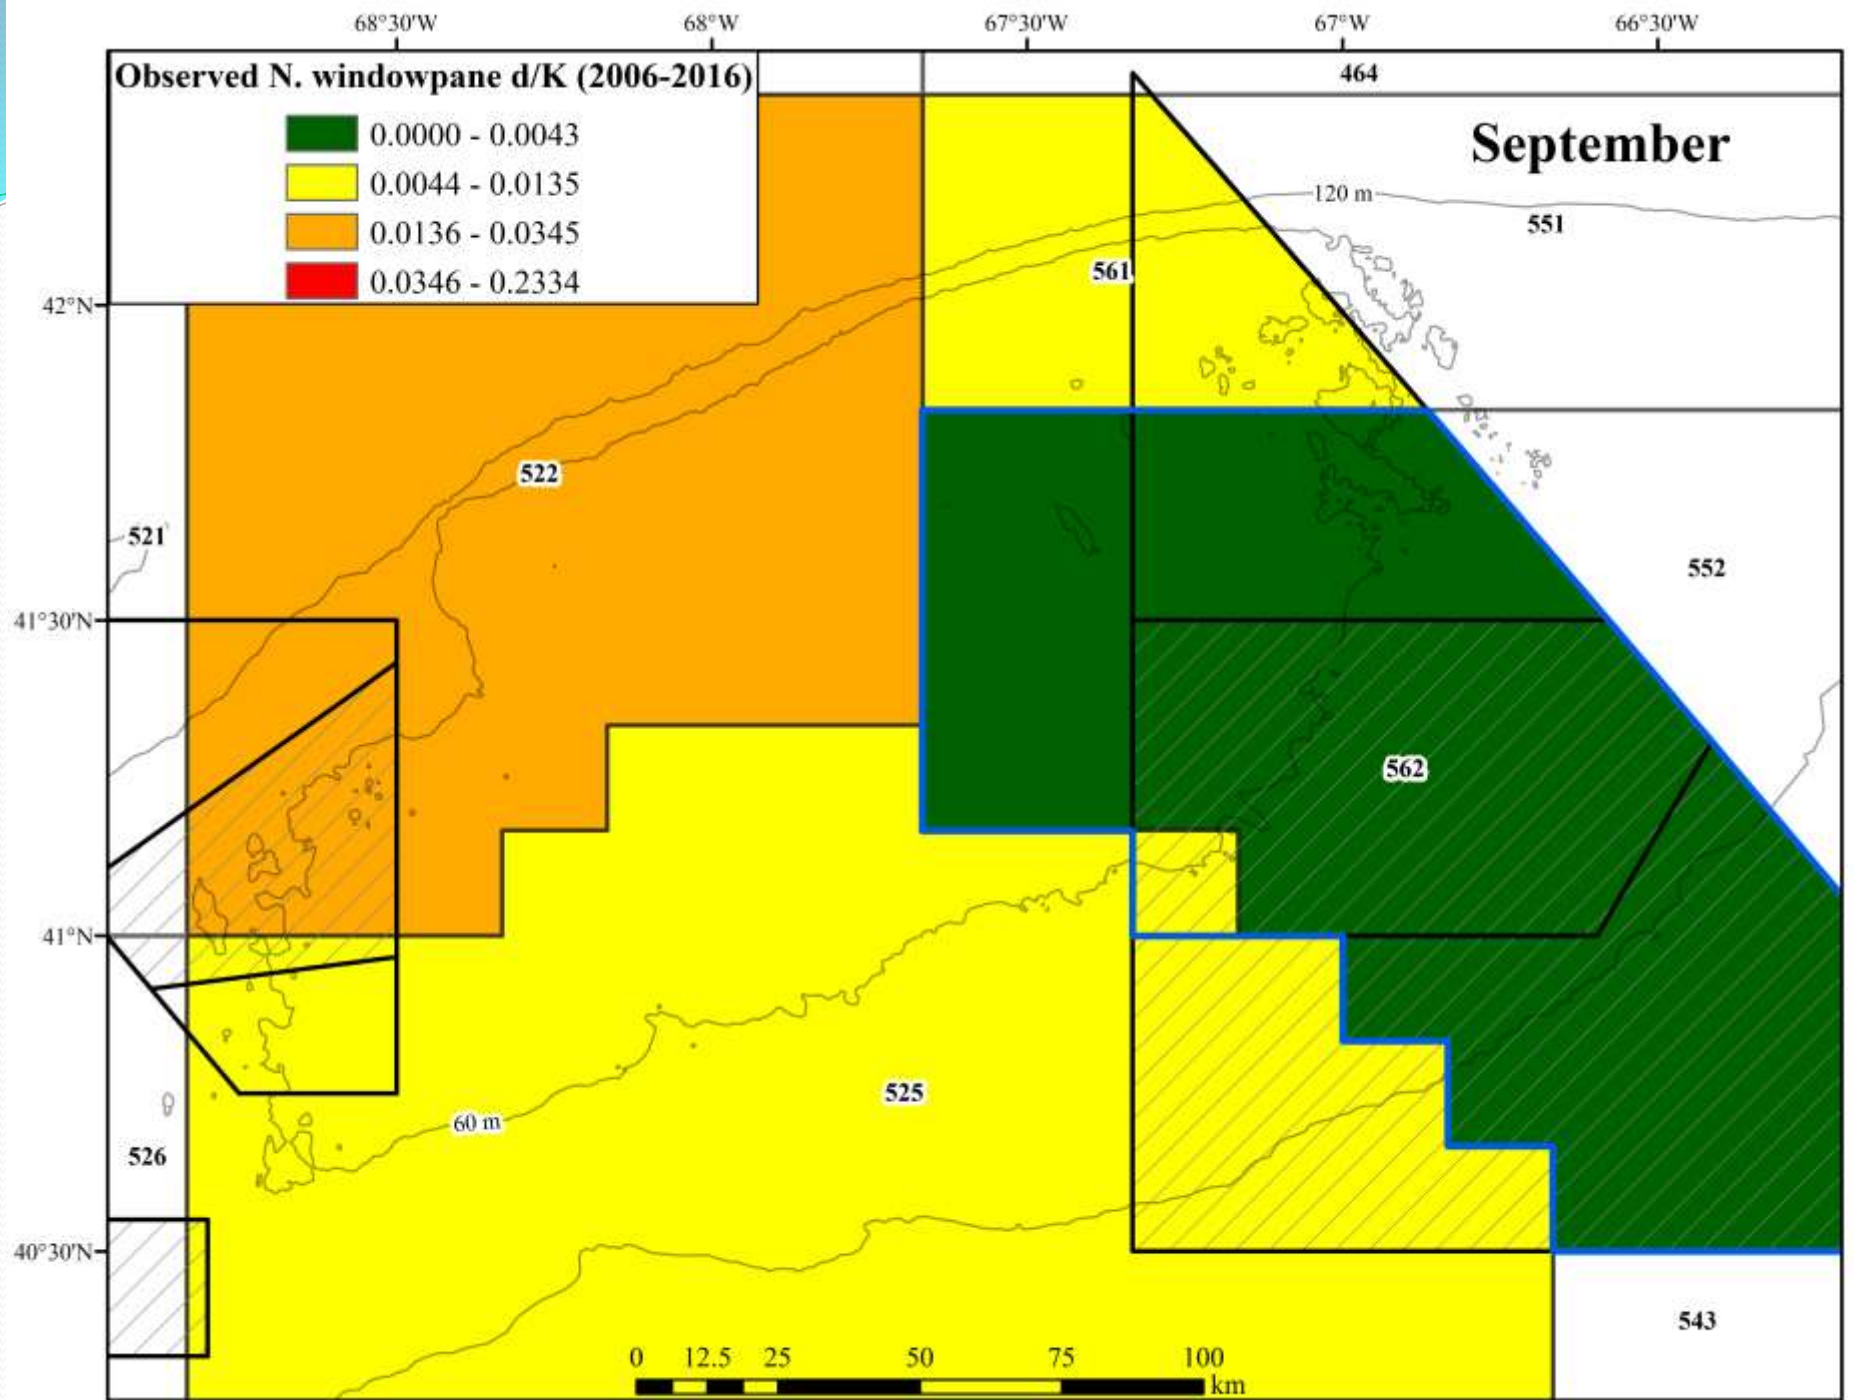 68°30'W 68°W 67°30'W 67°W 66°30'W
Observed N. windowpane d/K (2006-2016)
0.0000 - 0.0043
0.0044 - 0.0135
0.0136 - 0.0345
0.0346 - 0.2334
464
September
120 m
551
561
42°N
522
521
552
41°30'N
562
41°N
525
60 m
526
40°30'N
543
0 12.5 25 50 75 100
km